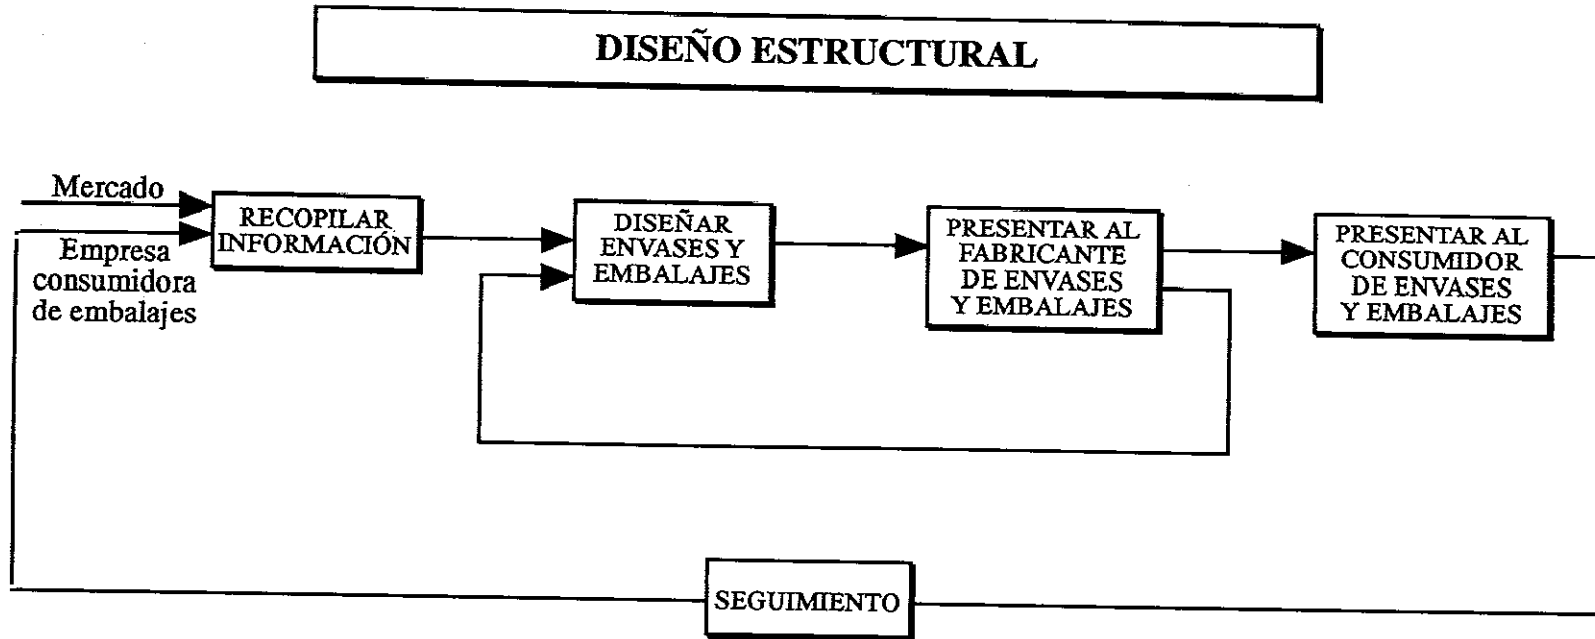 DISEÑO ESTRUCTURAL
Mercado
Empresa
consumidora
de embalajes
RECOPILAR
INFORMACIÓN
DISEÑAR
ENVASES Y
EMBALAJES
PRESENTAR AL
FABRICANTE
DE ENVASES
Y EMBALAJES
PRESENTAR AL
CONSUMIDOR
DE ENVASES
Y EMBALAJES
SEGUIMIENTO